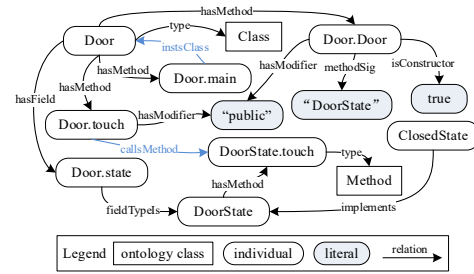 hasMethod
Door
type
Class
Door.Door
instsClass
hasMethod
Door.main
hasMethod
hasModifier
methodSig
isConstructor
hasField
Door.touch
hasModifier
“public”
“DoorState”
true
callsMethod
DoorState.touch
type
ClosedState
Door.state
hasMethod
Method
fieldTypeIs
DoorState
implements
Legend
ontology class
individual
literal
relation